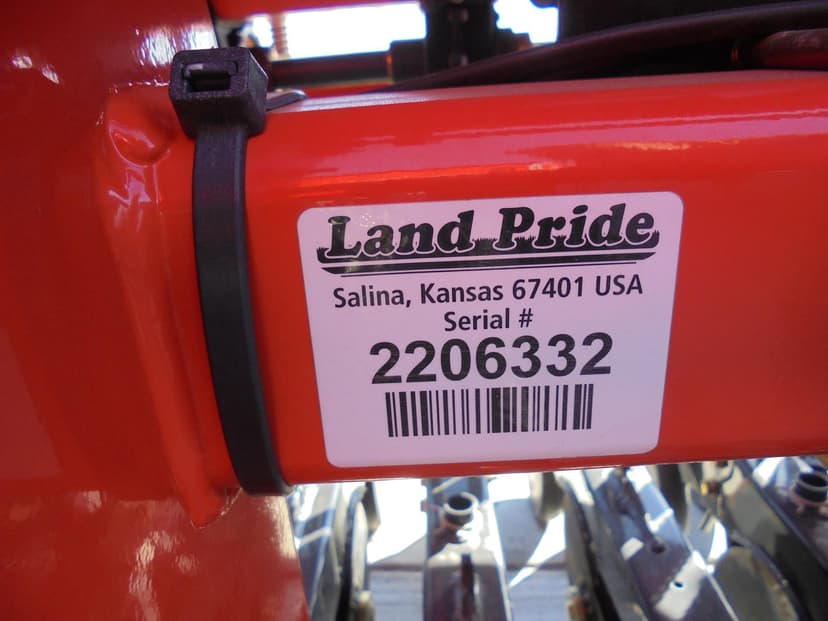 Land Pride
Salina, Kansas 67401 USA
Serial #
2206332